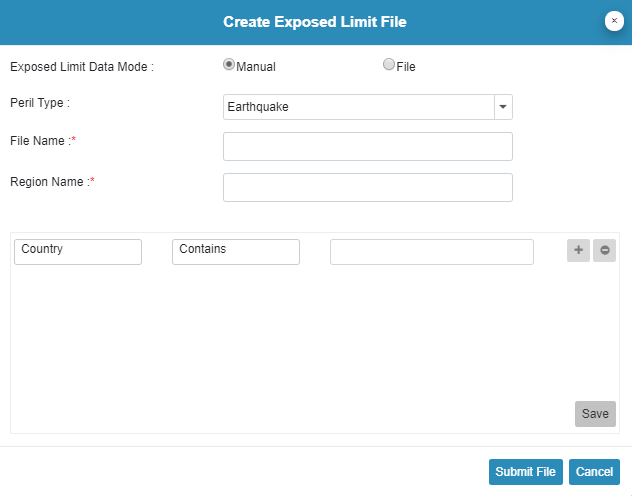 Create Exposed Limit File
Exposed Limit Data Mode : Manual File
Peril Type : Earthquake
File Name :*
Region Name :*
Country Contains
Save
Submit File Cancel